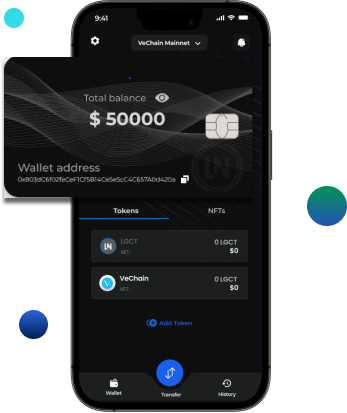 9:41
VeChain Mainnet
Total balance
$ 50000
Wallet address
0x803dC6f02feCeF1Cf5B14Ce5e5cC4C657A0d420a
Tokens NFTs
LGCT 0 LGCT
VET - $0
VeChain 0 LGCT
VET - $0
Add Token
Wallet Transfer History